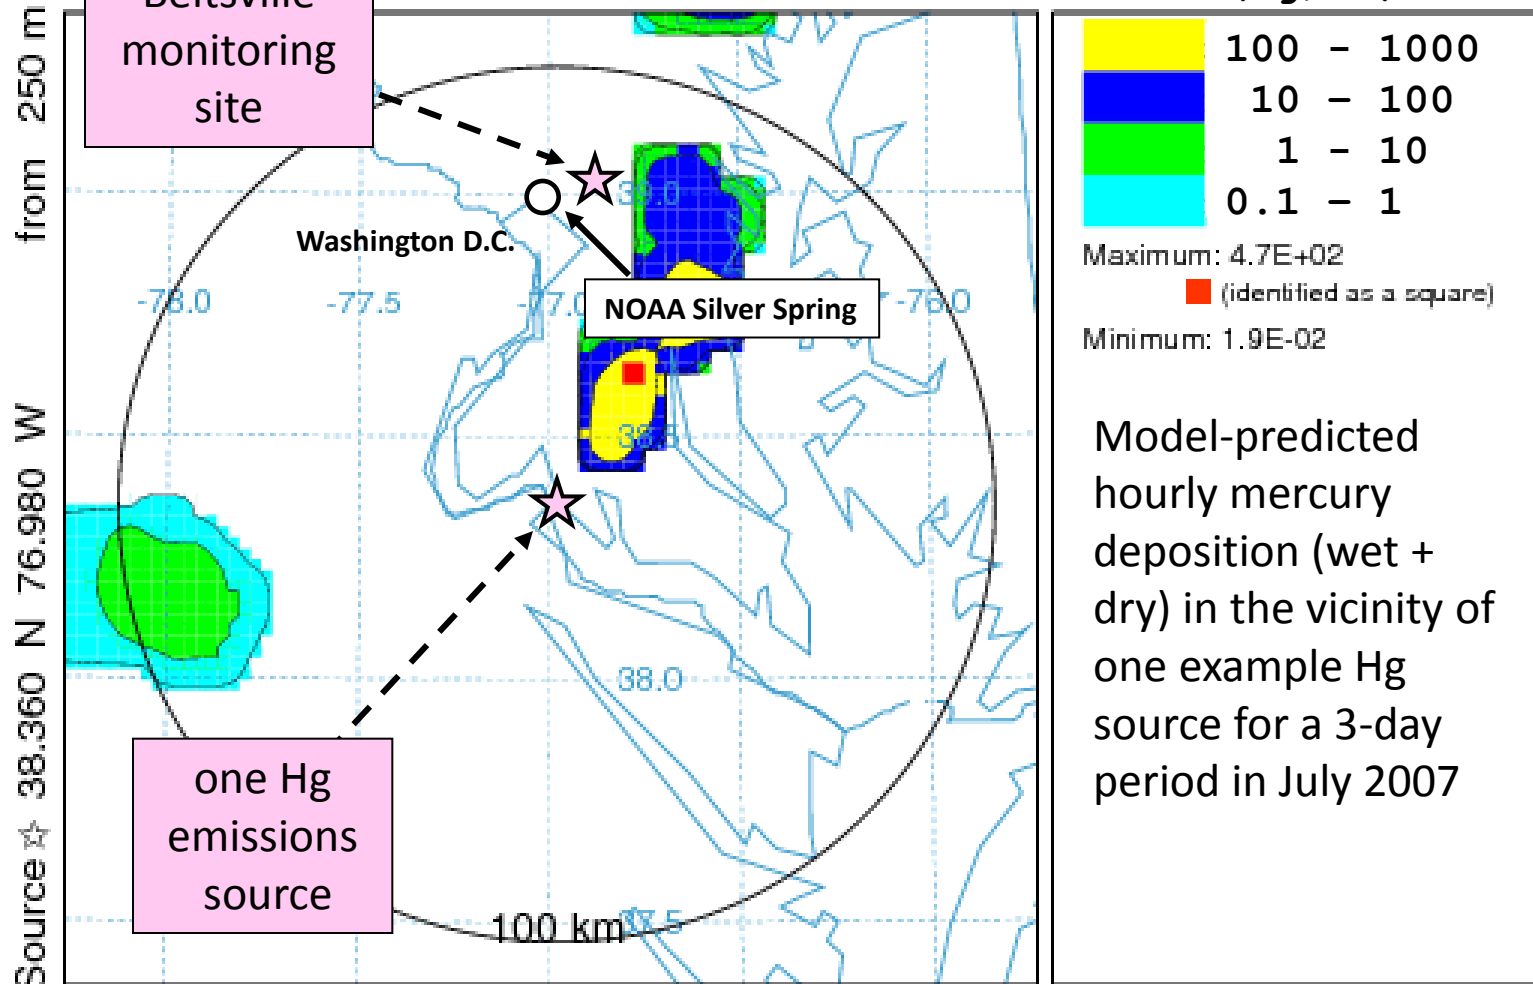 Beltsville
monitoring
site
Source ☆ 38.360 N 76.980 W from 250 m
39.0
Washington D.C.
-78.0
-77.5
-77.0
-76.0
NOAA Silver Spring
38.5
38.0
one Hg
emissions
source
37.5
100 km
100 – 1000
10 – 100
1 – 10
0.1 – 1
Maximum: 4.7E+02
(identified as a square)
Minimum: 1.9E-02
Model-predicted
hourly mercury
deposition (wet +
dry) in the vicinity of
one example Hg
source for a 3-day
period in July 2007